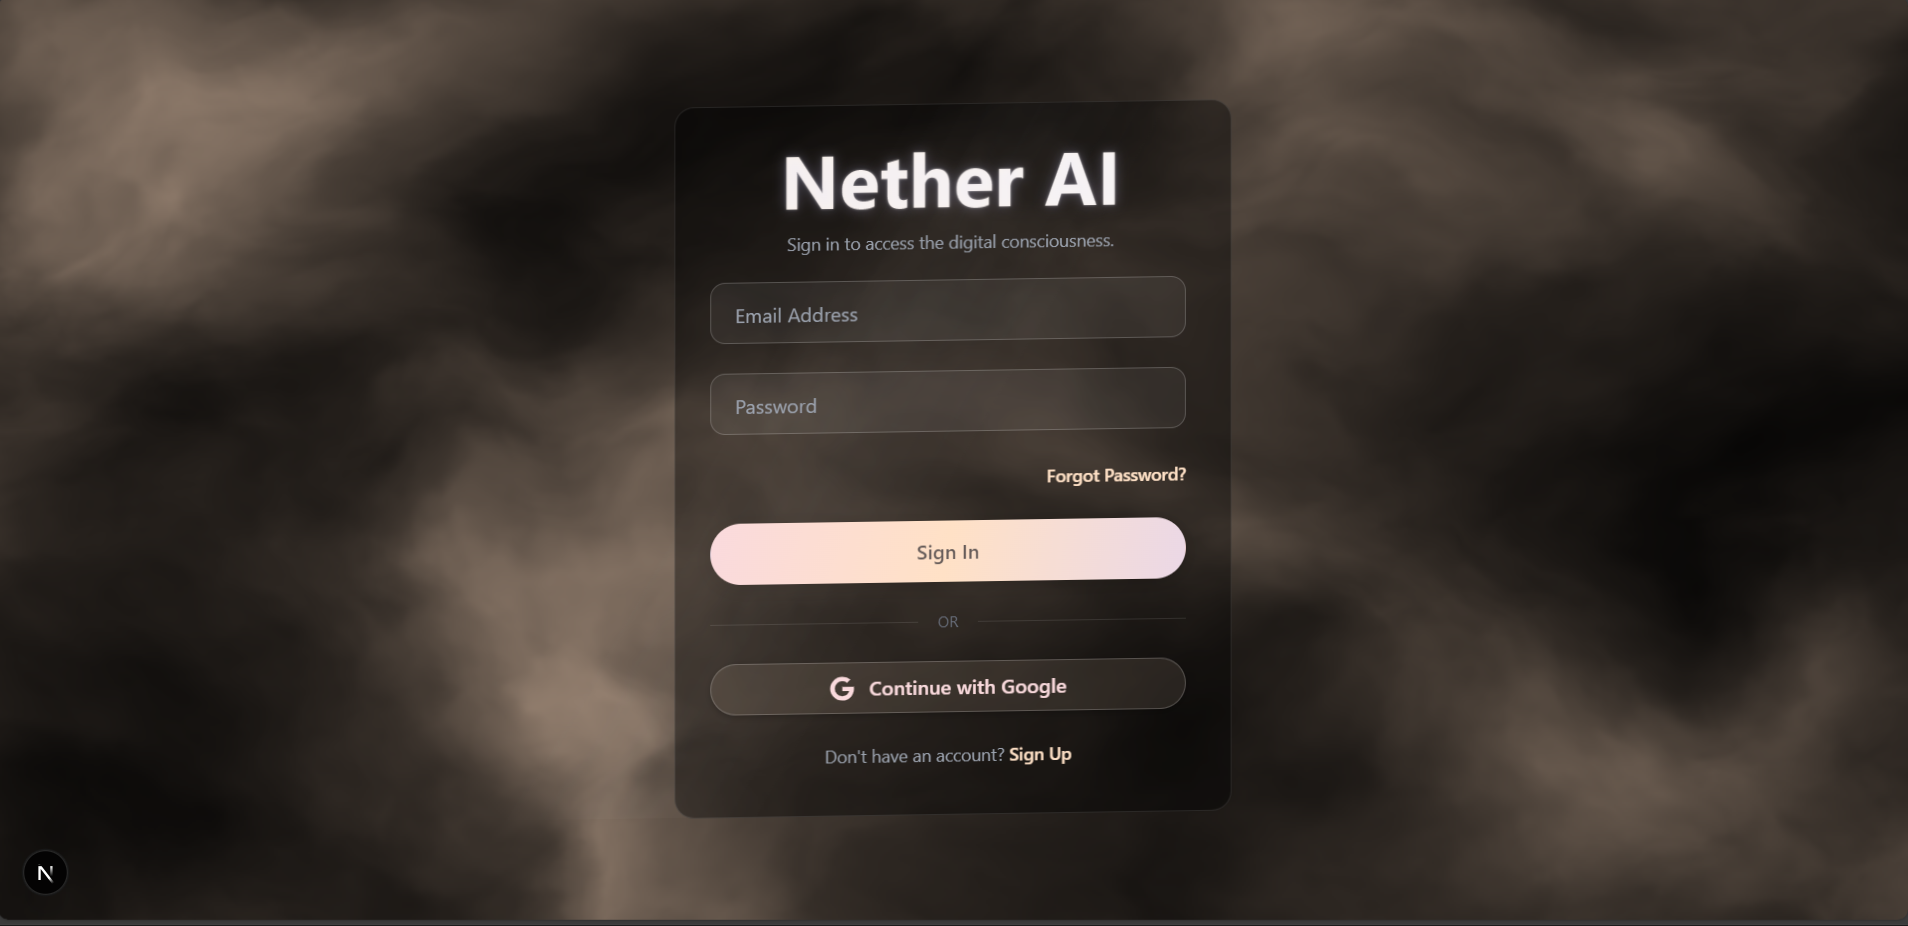 Nether AI
Sign in to access the digital consciousness.
Email Address
Password
Forgot Password?
Sign In
OR
G Continue with Google
Don't have an account? Sign Up
N